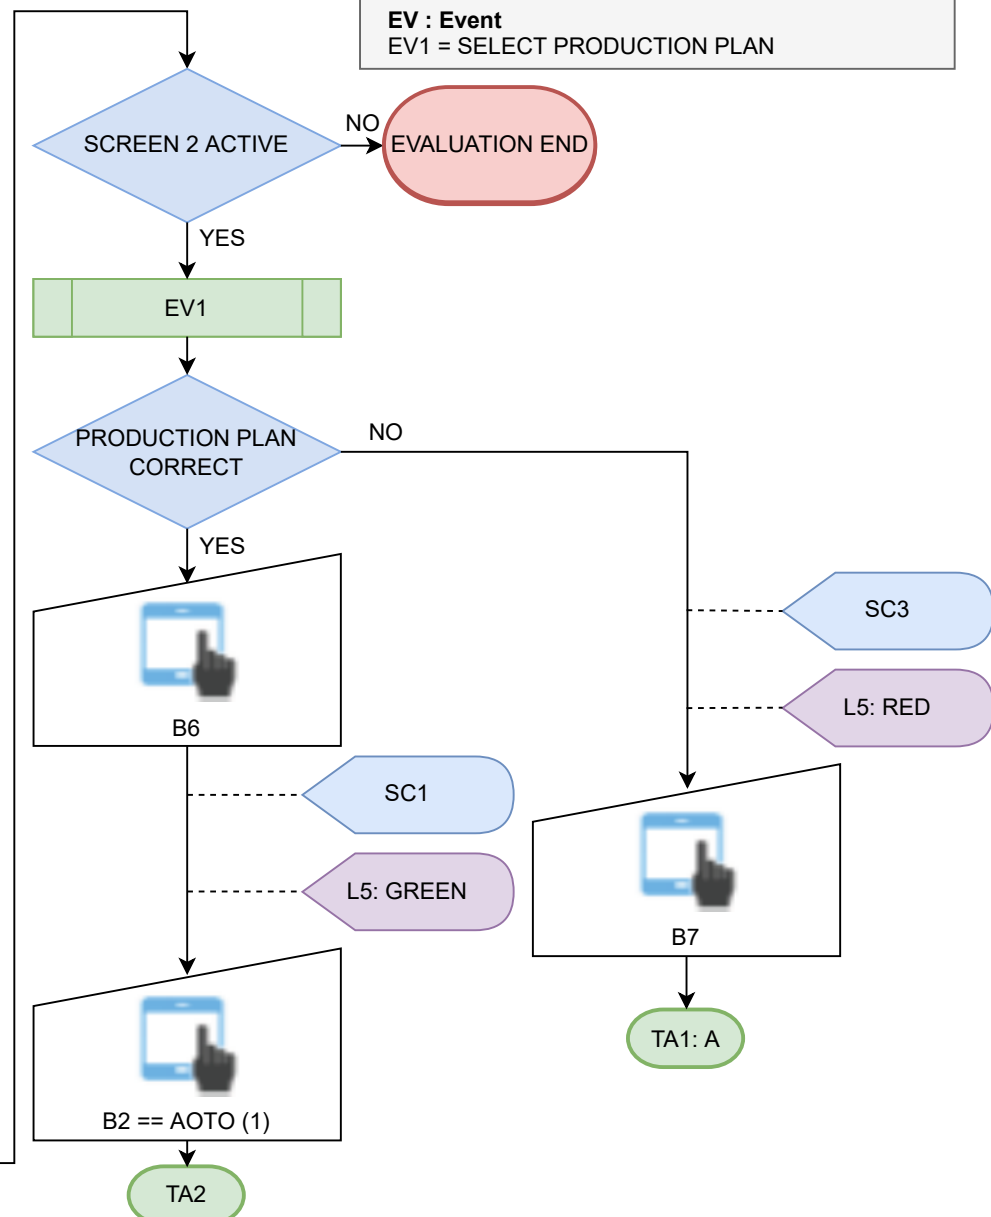 EV : Event
EV1 = SELECT PRODUCTION PLAN
SCREEN 2 ACTIVE
NO
EVALUATION END
YES
EV1
PRODUCTION PLAN
CORRECT
NO
YES
B6
SC3
L5: RED
SC1
L5: GREEN
B7
TA1: A
B2 == AOTO (1)
TA2